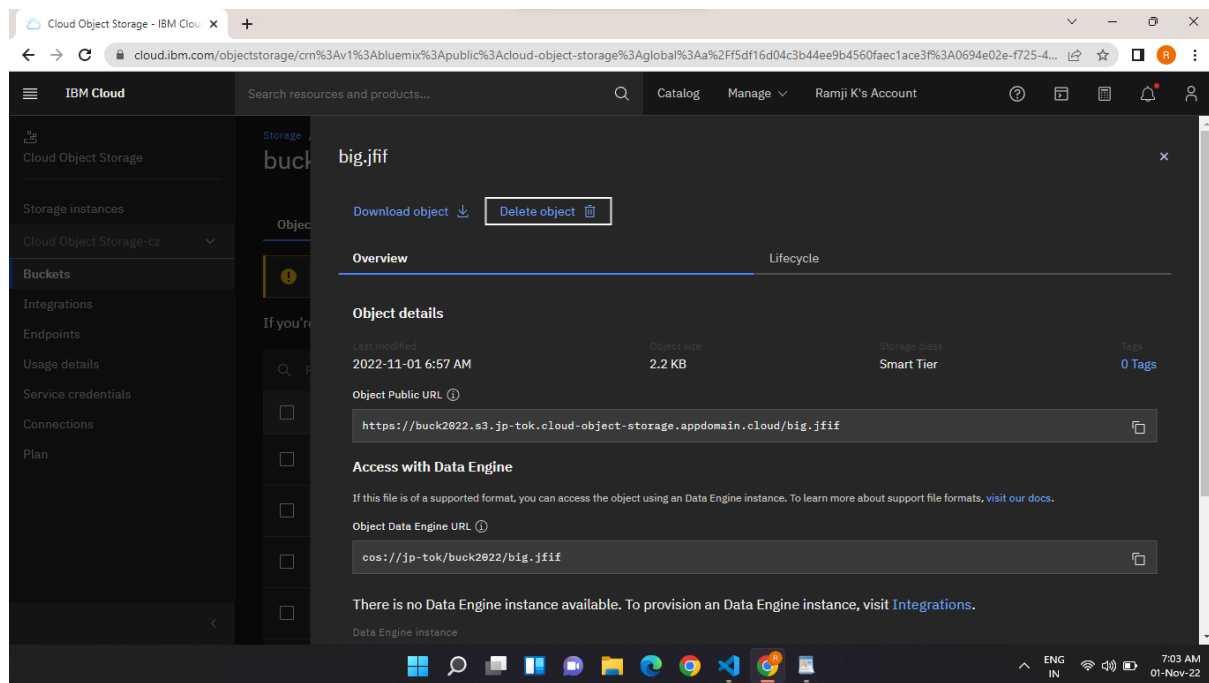 Cloud Object Storage - IBM Clou
cloud.ibm.com/objectstorage/crn%3Av1%3Abluemix%3Apublic%3Acloud-object-storage%3Aglobal%3Aa%2Ff5df16d04c3b44ee9b4560faec1ace3f%3A0694e02e-f725-4...
R
IBM Cloud
Search resources and products...
Catalog
Manage
Ramji K's Account
Cloud Object Storage
Storage instances
Cloud Object Storage-cz
Buckets
Integrations
Endpoints
Usage details
Service credentials
Connections
Plan
Storage /
buck
Objec
If you're
big.jfif
Download object
Delete object
Overview
Lifecycle
Object details
Last modified
Object size
Storage class
Tags
2022-11-01 6:57 AM
2.2 KB
Smart Tier
0 Tags
Object Public URL
https://buck2022.s3.jp-tok.cloud-object-storage.appdomain.cloud/big.jfif
Access with Data Engine
If this file is of a supported format, you can access the object using an Data Engine instance. To learn more about support file formats, visit our docs.
Object Data Engine URL
cos://jp-tok/buck2022/big.jfif
There is no Data Engine instance available. To provision an Data Engine instance, visit Integrations.
Data Engine instance
ENG
IN
7:03 AM
01-Nov-22